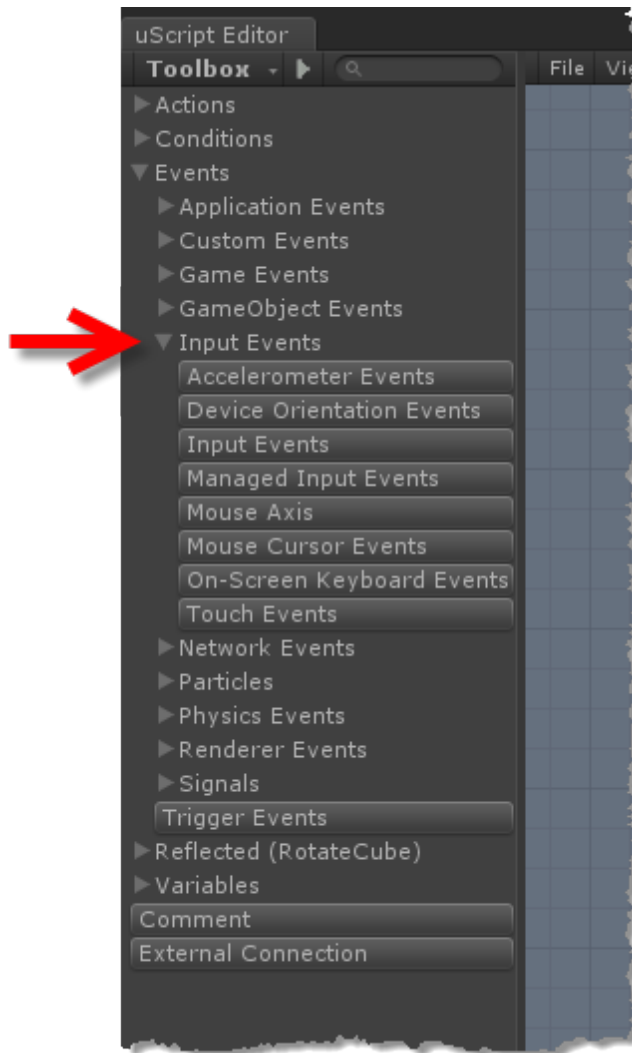 uScript Editor
Toolbox File
Actions
Conditions
Events
Application Events
Custom Events
Game Events
GameObject Events
Input Events
Accelerometer Events
Device Orientation Events
Input Events
Managed Input Events
Mouse Axis
Mouse Cursor Events
On-Screen Keyboard Events
Touch Events
Network Events
Particles
Physics Events
Renderer Events
Signals
Trigger Events
Reflected (RotateCube)
Variables
Comment
External Connection